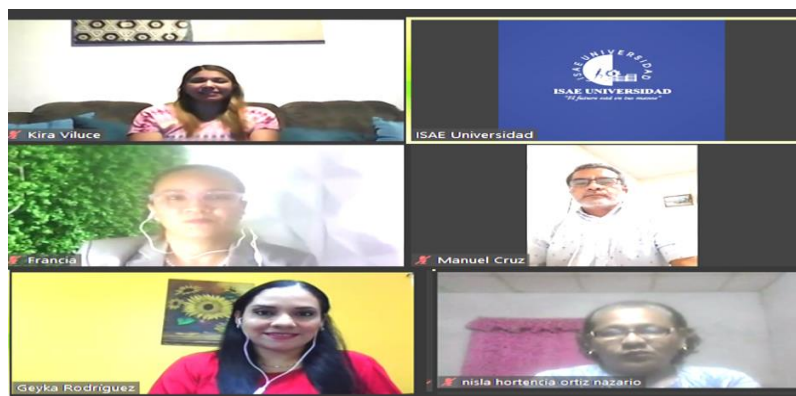 Kira Viluce
ISAE UNIVERSIDAD
ISAE UNIVERSIDAD
"El futuro está en tus manos"
ISAE Universidad
Francia
Manuel Cruz
Geyka Rodríguez
nisla hortencia ortiz nazario